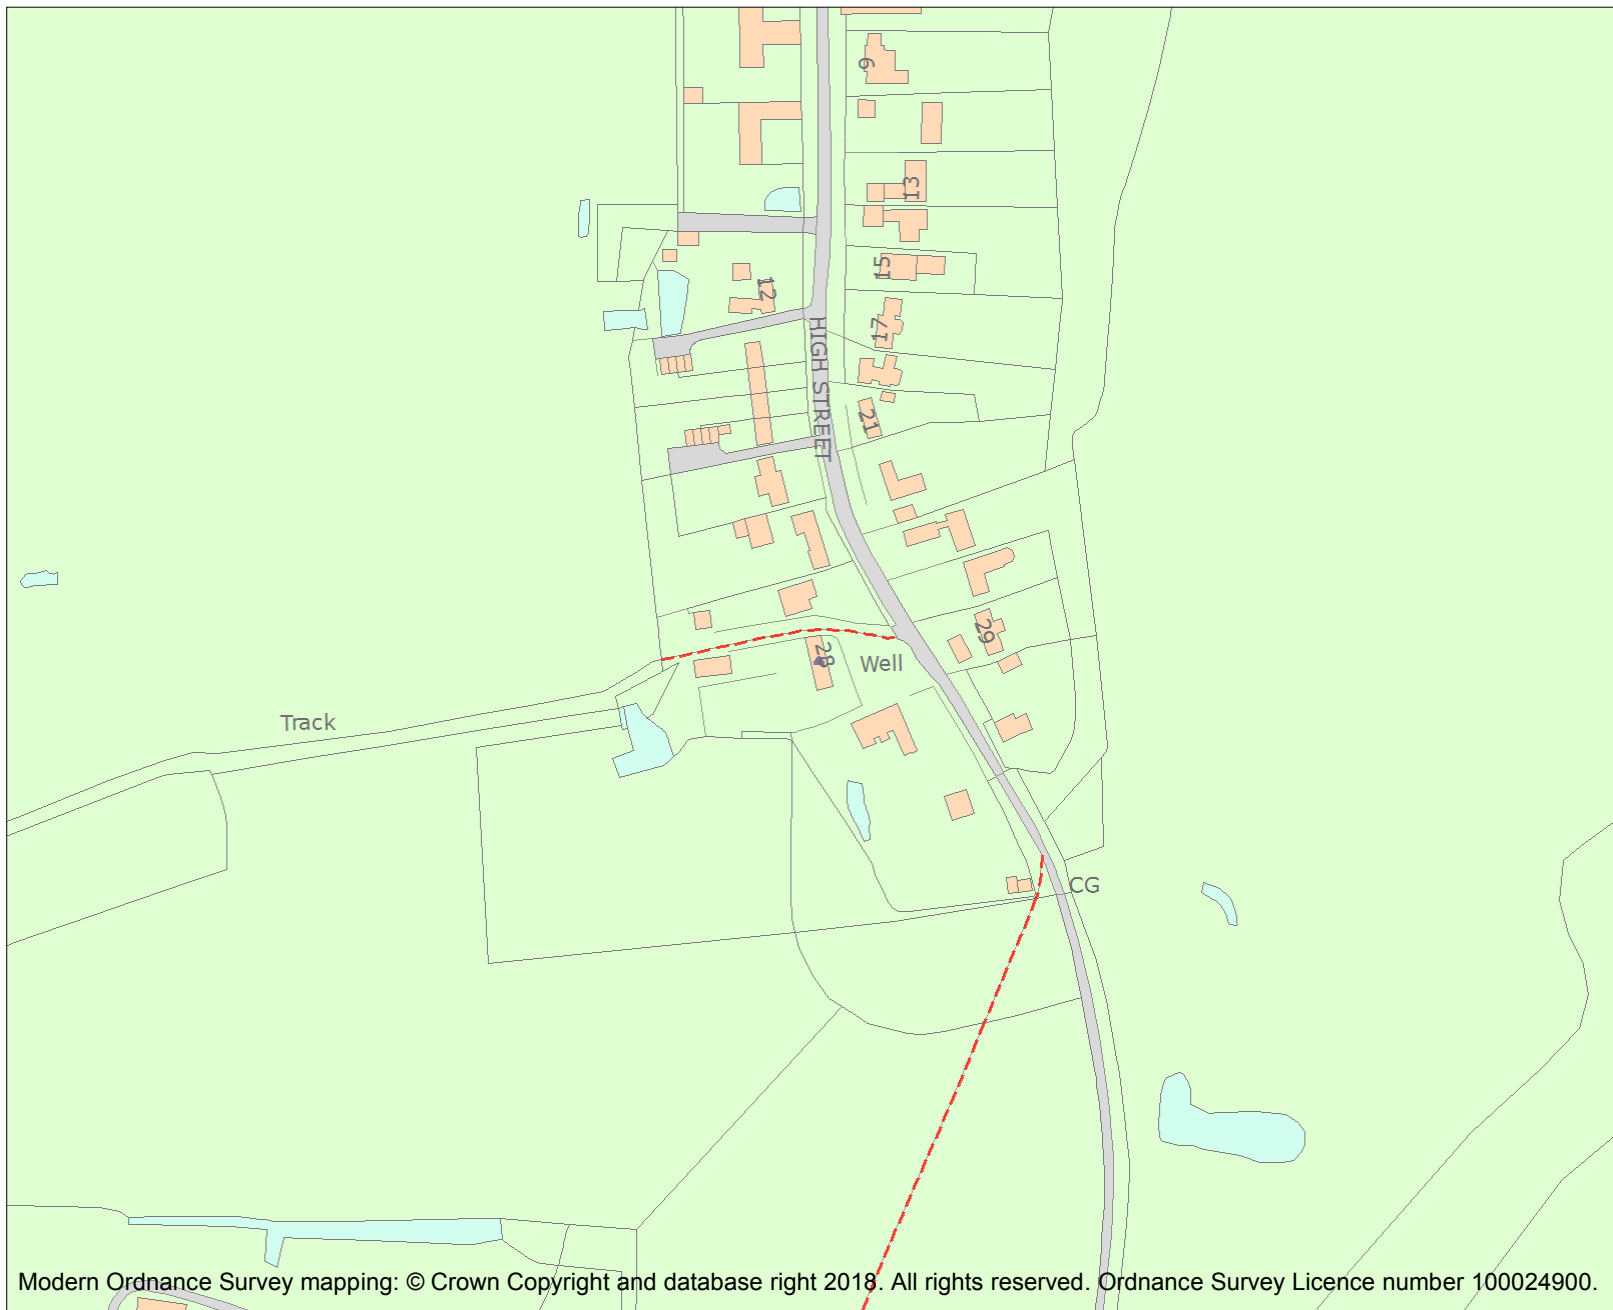 9
13
15
12
17
HIGH STREET
21
29
28
Well
Track
CG
Modern Ordnance Survey mapping: © Crown Copyright and database right 2018. All rights reserved. Ordnance Survey Licence number 100024900.